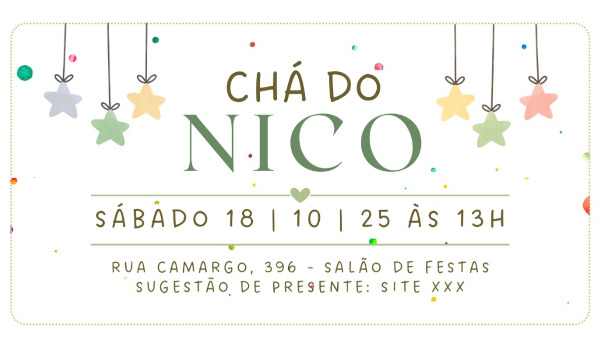 CHÁ DO
NICO
SÁBADO 18 | 10 | 25 ÀS 13H
RUA CAMARGO, 396 - SALÃO DE FESTAS
SUGESTÃO DE PRESENTE: SITE XXX